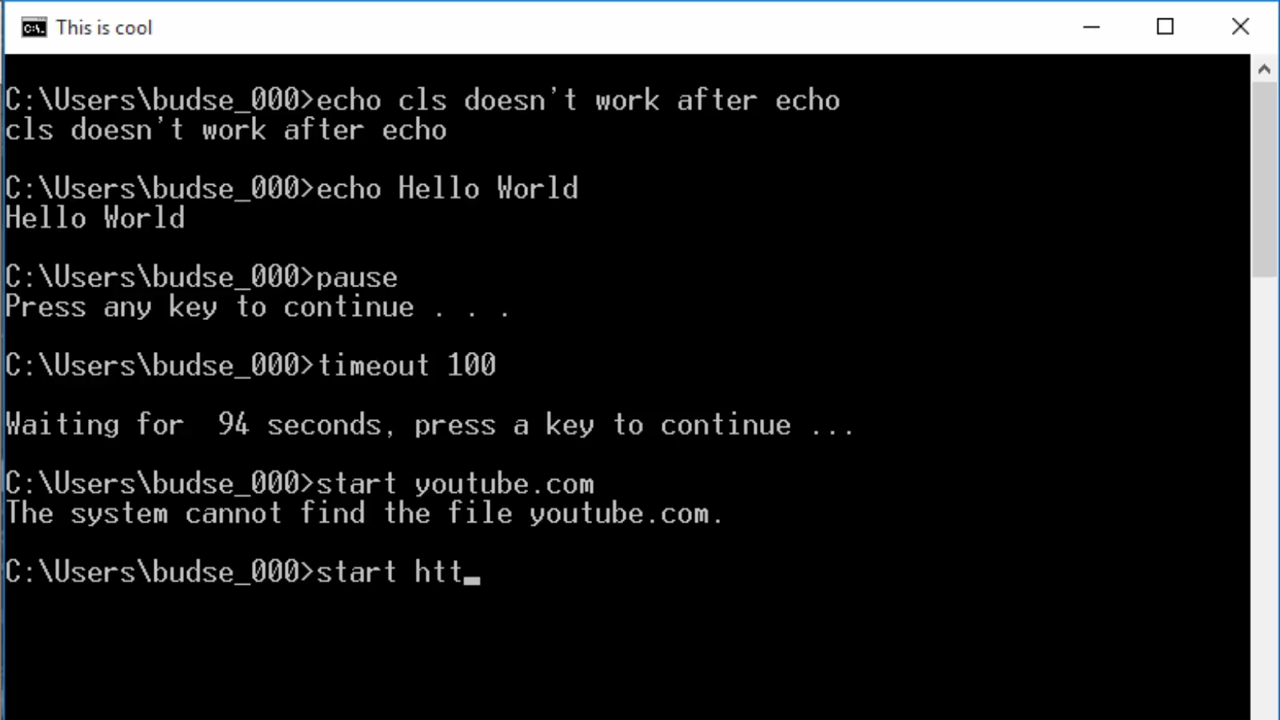 This is cool
C:\Users\budse_000>echo cls doesn't work after echo
cls doesn't work after echo
C:\Users\budse_000>echo Hello World
Hello World
C:\Users\budse_000>pause
Press any key to continue . . .
C:\Users\budse_000>timeout 100
Waiting for  94 seconds, press a key to continue ...
C:\Users\budse_000>start youtube.com
The system cannot find the file youtube.com.
C:\Users\budse_000>start htt_